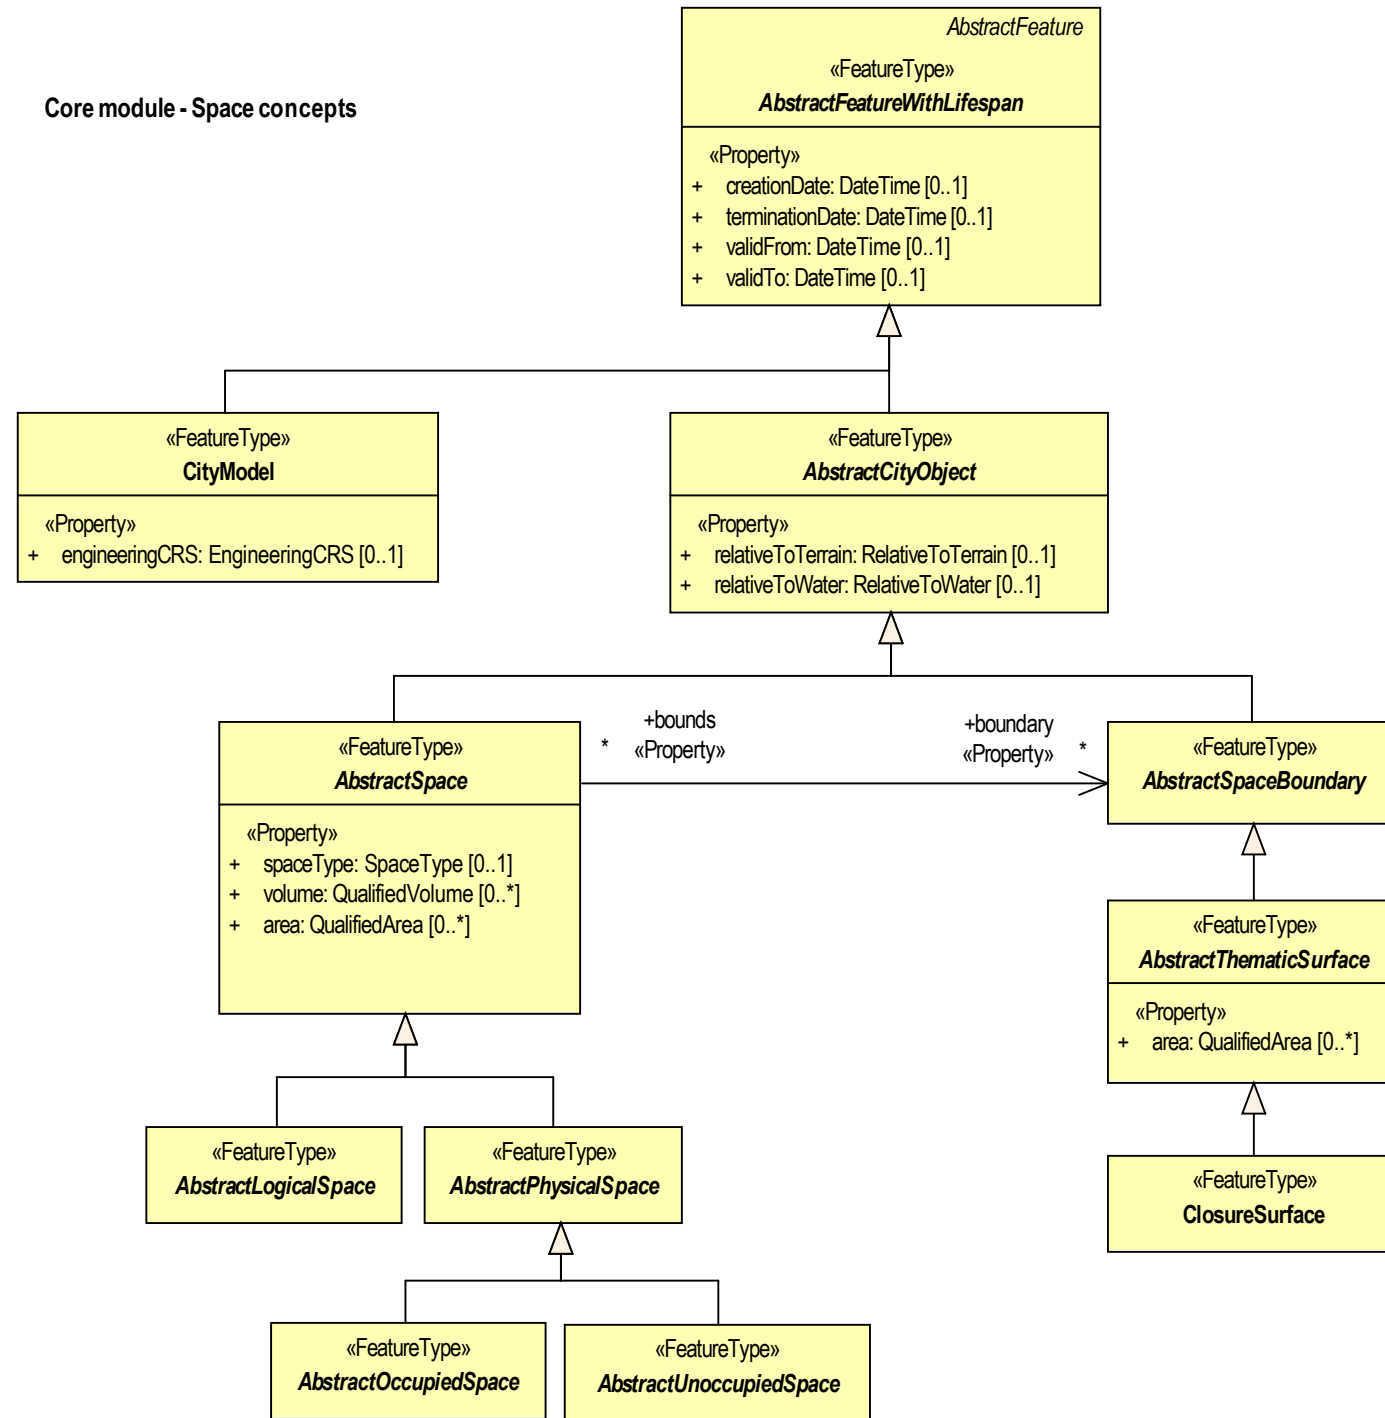 Core module - Space concepts
AbstractFeature
«FeatureType»
AbstractFeatureWithLifespan
«Property»
+ creationDate: DateTime [0..1]
+ terminationDate: DateTime [0..1]
+ validFrom: DateTime [0..1]
+ validTo: DateTime [0..1]
«FeatureType»
CityModel
«Property»
+ engineeringCRS: EngineeringCRS [0..1]
«FeatureType»
AbstractCityObject
«Property»
+ relativeToTerrain: RelativeToTerrain [0..1]
+ relativeToWater: RelativeToWater [0..1]
«FeatureType»
AbstractSpace
«Property»
+ spaceType: SpaceType [0..1]
+ volume: QualifiedVolume [0..*]
+ area: QualifiedArea [0..*]
+bounds
* «Property»
+boundary
«Property» *
«FeatureType»
AbstractSpaceBoundary
«FeatureType»
AbstractThematicSurface
«Property»
+ area: QualifiedArea [0..*]
«FeatureType»
AbstractLogicalSpace
«FeatureType»
AbstractPhysicalSpace
«FeatureType»
ClosureSurface
«FeatureType»
AbstractOccupiedSpace
«FeatureType»
AbstractUnoccupiedSpace